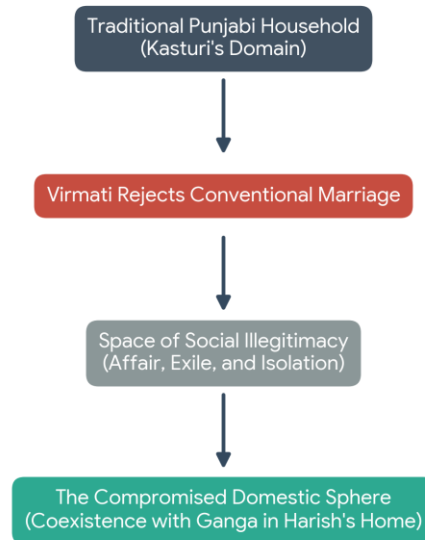 Traditional Punjabi Household
(Kasturi's Domain)
Virmati Rejects Conventional Marriage
Space of Social Illegitimacy
(Affair, Exile, and Isolation)
The Compromised Domestic Sphere
(Coexistence with Ganga in Harish's Home)